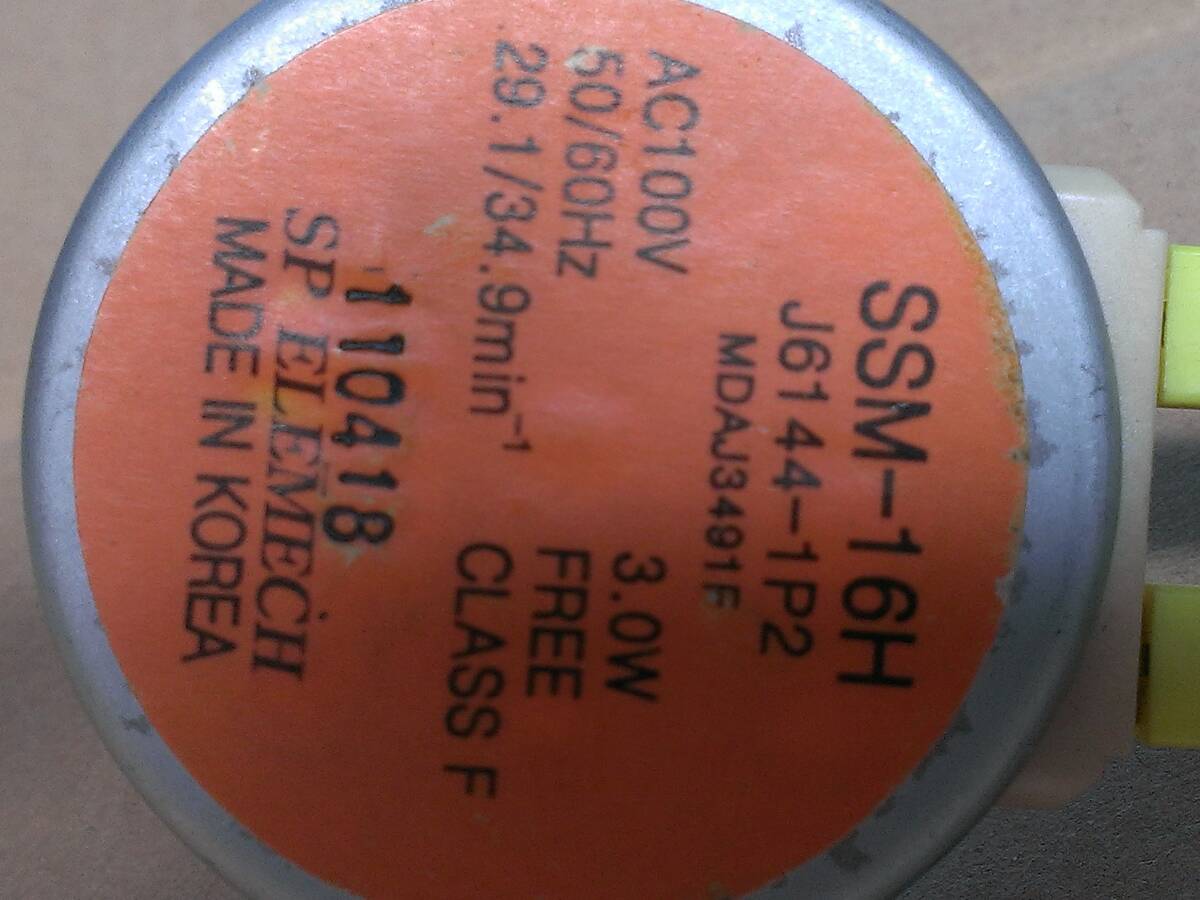 SSM-16H
J6144-1P2
MDAJ3491F
AC100V 3.0W
50/60Hz FREE
29.1/34.9min⁻¹ CLASS F
110418
SP ELEMECH
MADE IN KOREA